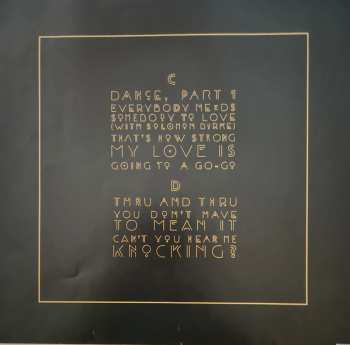 C
DANCE, PART 1
EVERYBODY NEEDS
SOMEBODY TO LOVE
(WITH SOLOMON BURKE)
THAT'S HOW STRONG
MY LOVE IS
GOING TO A GO-GO
D
THRU AND THRU
YOU DON'T HAVE
TO MEAN IT
CAN'T YOU HEAR ME
KNOCKING?